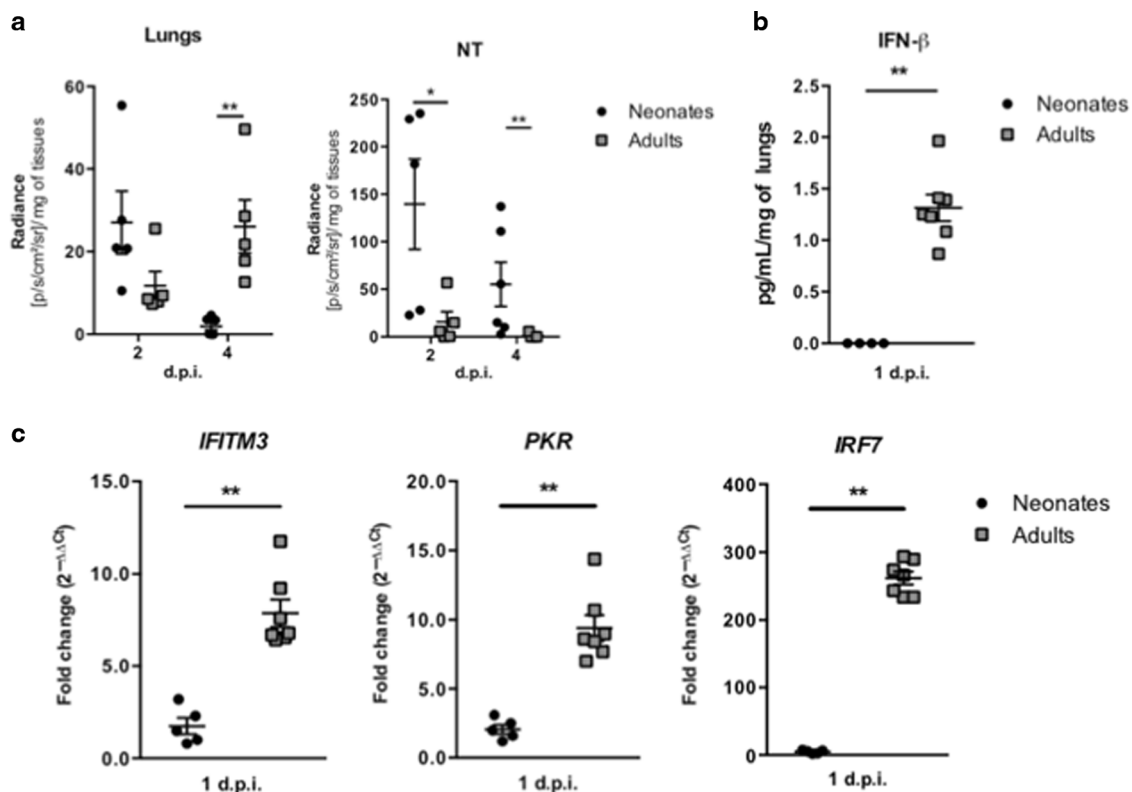 a
Lungs
Radiance
[p/s/cm²/sr]/ mg of tissues
60
40
20
0
**
2
4
d.p.i.
NT
Radiance
[p/s/cm²/sr]/ mg of tissues
250
200
150
100
50
0
*
**
2
4
d.p.i.
Neonates
Adults
b
IFN-β
pg/mL/mg of lungs
2.5
2.0
1.5
1.0
0.5
0.0
**
1 d.p.i.
Neonates
Adults
c
IFITM3
Fold change (2⁻ΔΔCt)
15.0
10.0
5.0
0.0
**
1 d.p.i.
PKR
Fold change (2⁻ΔΔCt)
20.0
15.0
10.0
5.0
0.0
**
1 d.p.i.
IRF7
Fold change (2⁻ΔΔCt)
400
300
200
100
0
**
1 d.p.i.
Neonates
Adults